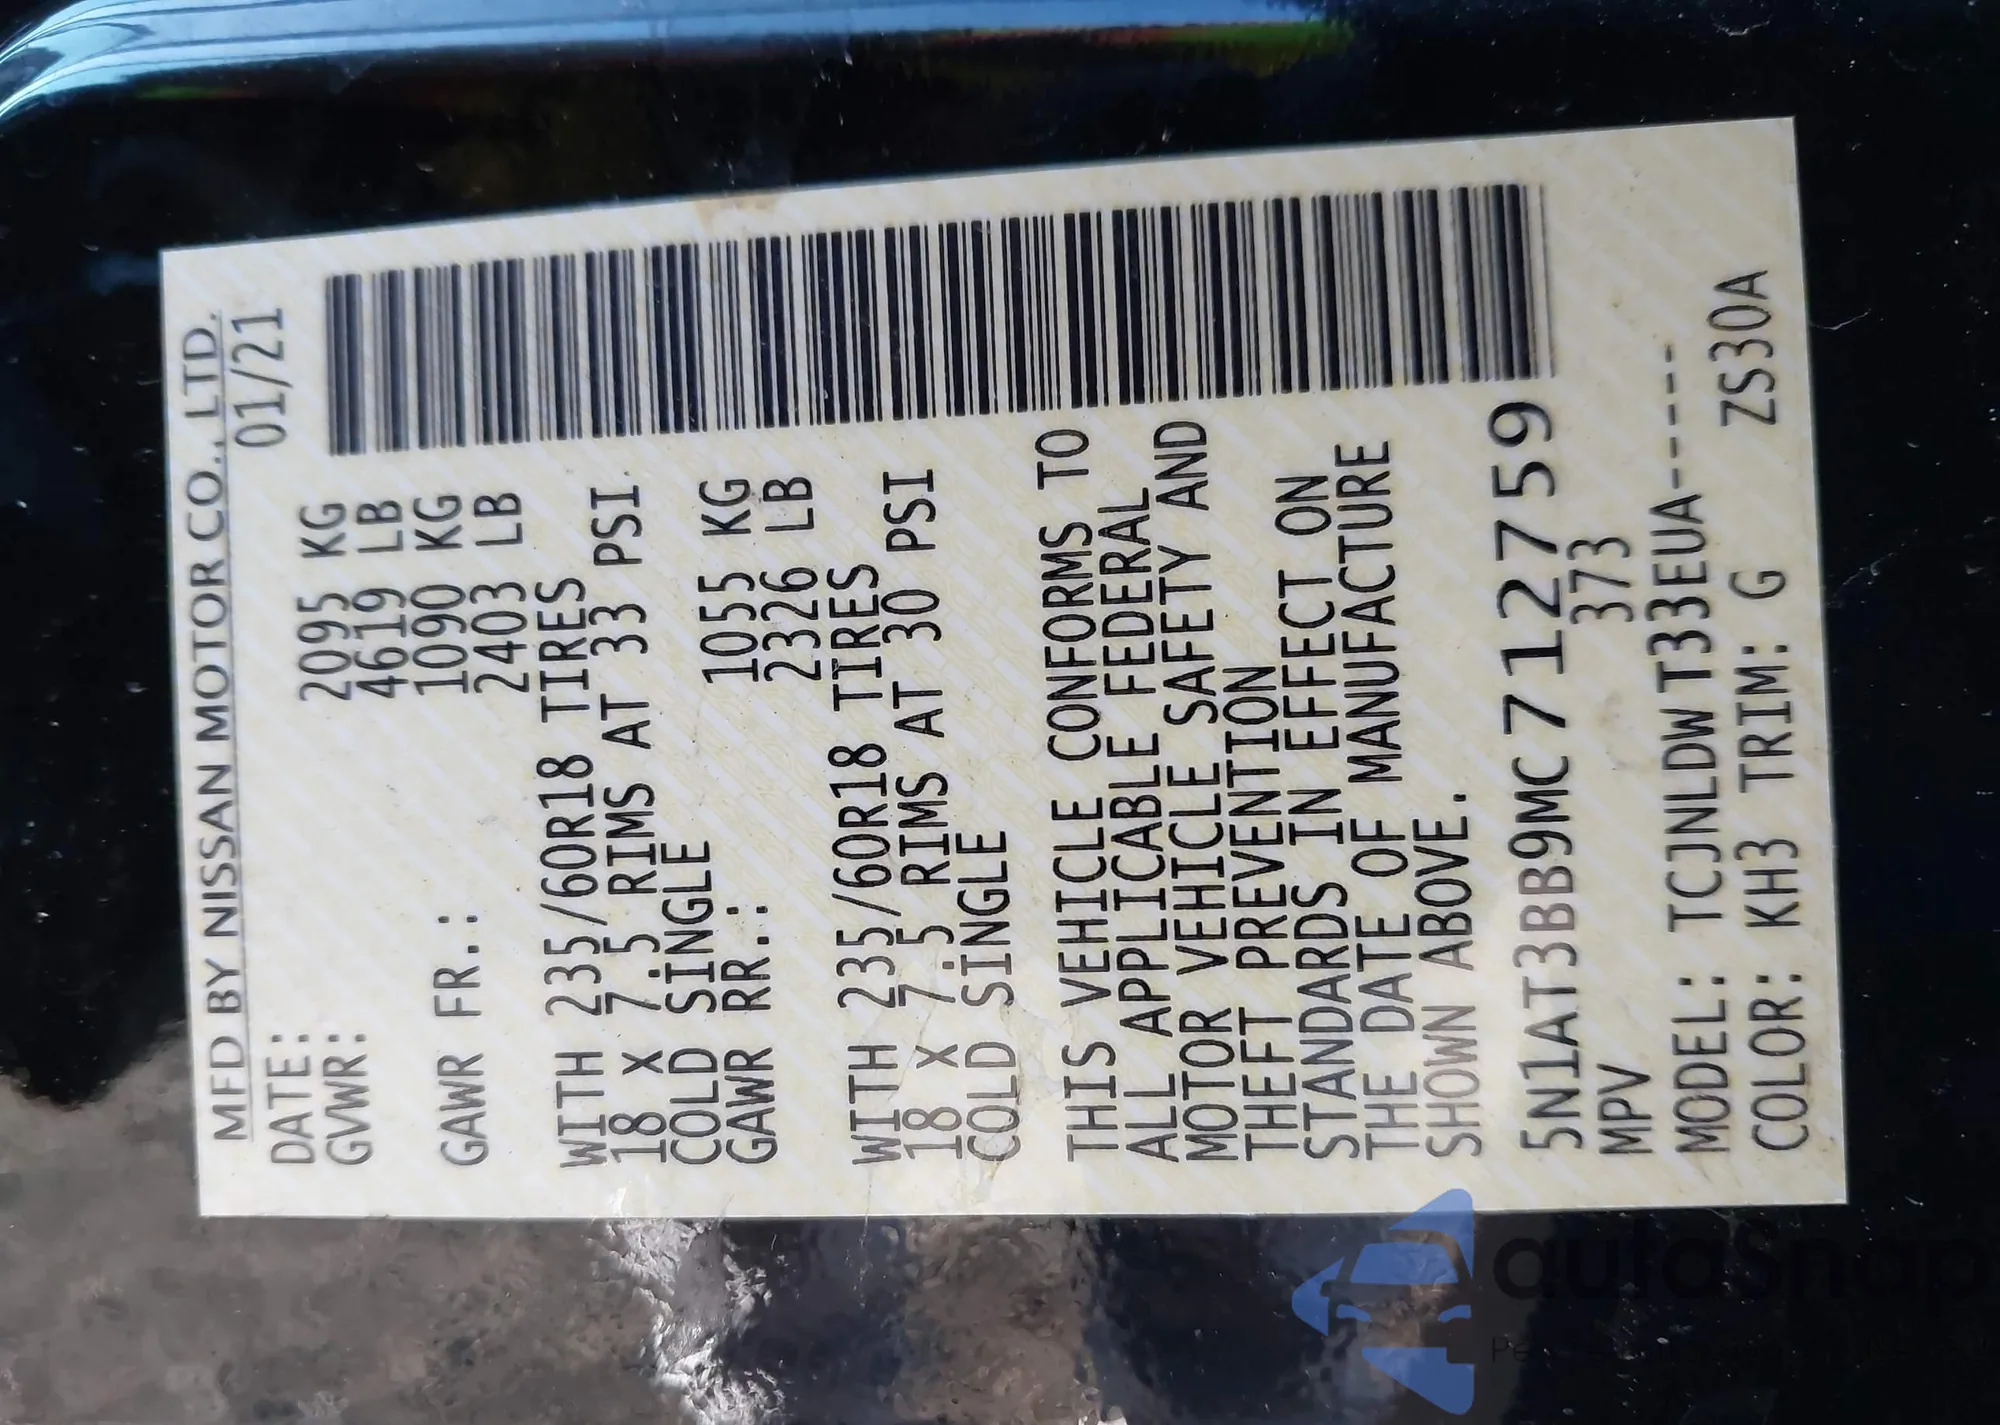 MFD BY NISSAN MOTOR CO., LTD.
DATE: 01/21
GVWR: 2095 KG
4619 LB
GAWR FR.: 1090 KG
2403 LB
WITH 235/60R18 TIRES
18 X 7.5 RIMS AT 33 PSI
COLD SINGLE
GAWR RR.: 1055 KG
2326 LB
WITH 235/60R18 TIRES
18 X 7.5 RIMS AT 30 PSI
COLD SINGLE
THIS VEHICLE CONFORMS TO
ALL APPLICABLE FEDERAL
MOTOR VEHICLE SAFETY AND
THEFT PREVENTION
STANDARDS IN EFFECT ON
THE DATE OF MANUFACTURE
SHOWN ABOVE.
5N1AT3BB9MC712759
MPV 373
MODEL: TCJNLDWT33EUA-----
COLOR: KH3 TRIM: G ZS30A
autosnap